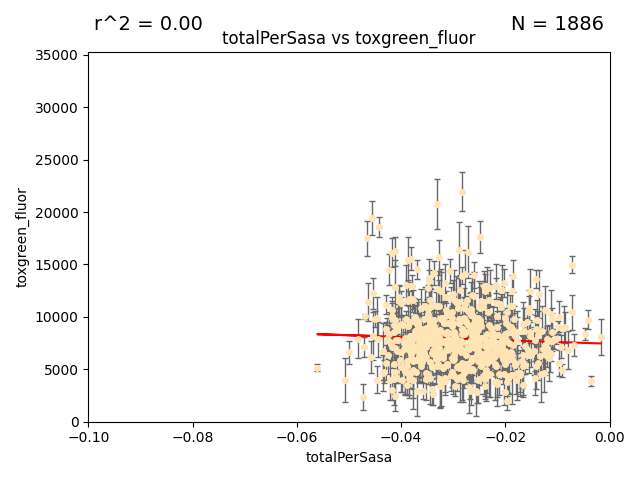 r^2 = 0.00
N = 1886
totalPerSasa vs toxgreen_fluor
35000
30000
25000
20000
15000
10000
5000
0
toxgreen_fluor
−0.10
−0.08
−0.06
−0.04
−0.02
0.00
totalPerSasa